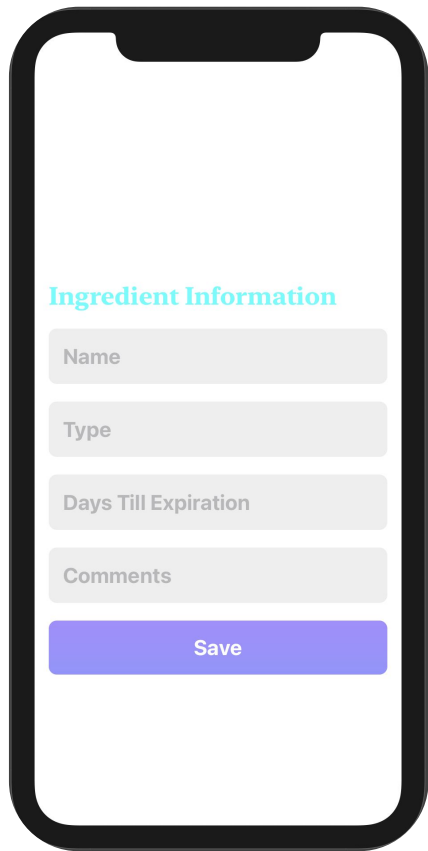 Ingredient Information
Name
Type
Days Till Expiration
Comments
Save